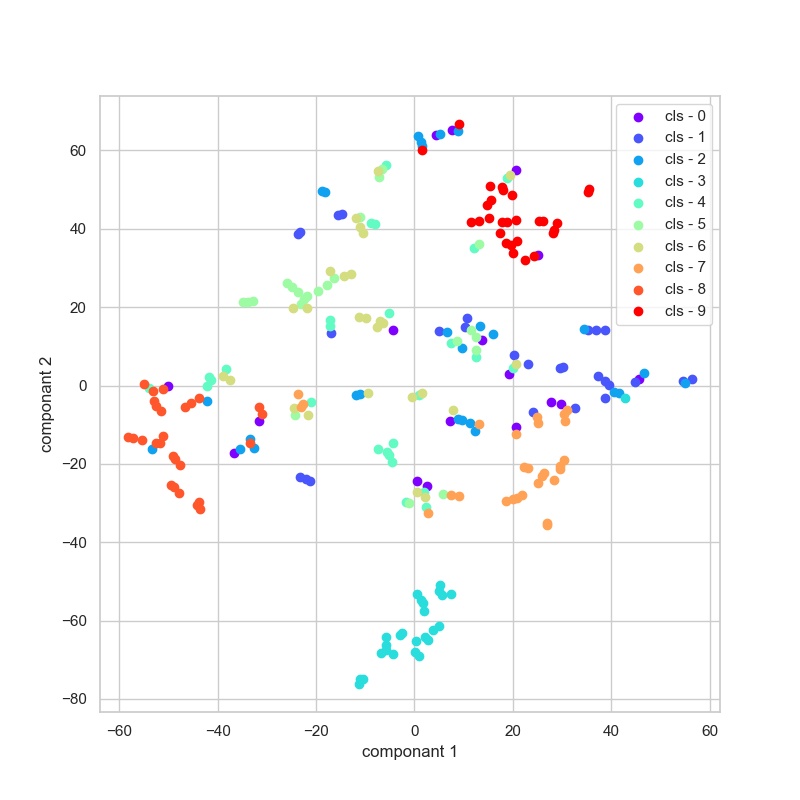 cls - 0
cls - 1
cls - 2
cls - 3
cls - 4
cls - 5
cls - 6
cls - 7
cls - 8
cls - 9
60
40
20
0
−20
−40
−60
−80
componant 2
−60 −40 −20 0 20 40 60
componant 1